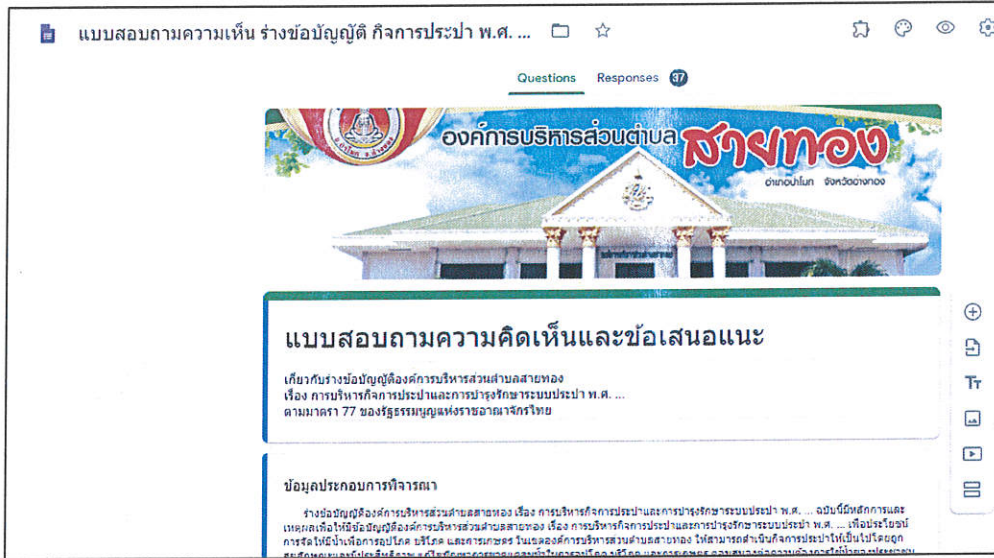 แบบสอบถามความเห็น ร่างข้อบัญญัติ กิจการประปา พ.ศ. ...
Questions Responses 37
อ.ป่าโมก จ.อ่างทอง
องค์การบริหารส่วนตำบล สายทอง
อำเภอป่าโมก จังหวัดอ่างทอง
แบบสอบถามความคิดเห็นและข้อเสนอแนะ
เกี่ยวกับร่างข้อบัญญัติองค์การบริหารส่วนตำบลสายทอง
เรื่อง การบริหารกิจการประปาและการบำรุงรักษาระบบประปา พ.ศ. ...
ตามมาตรา 77 ของรัฐธรรมนูญแห่งราชอาณาจักรไทย
Tт
ข้อมูลประกอบการพิจารณา
ร่างข้อบัญญัติองค์การบริหารส่วนตำบลสายทอง เรื่อง การบริหารกิจการประปาและการบำรุงรักษาระบบประปา พ.ศ. ... ฉบับนี้มีหลักการและ
เหตุผลเพื่อให้มีข้อบัญญัติองค์การบริหารส่วนตำบลสายทอง เรื่อง การบริหารกิจการประปาและการบำรุงรักษาระบบประปา พ.ศ. ... เพื่อประโยชน์
การจัดให้มีน้ำเพื่อการอุปโภค บริโภค และการเกษตร ในเขตองค์การบริหารส่วนตำบลสายทอง ให้สามารถดำเนินกิจการประปาให้เป็นไปโดยถูก